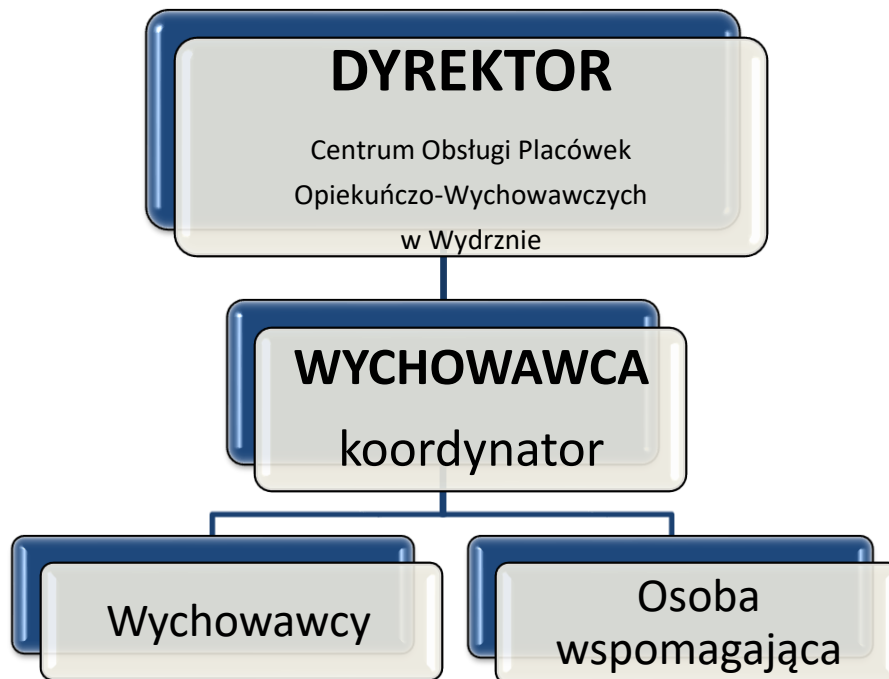 DYREKTOR
Centrum Obsługi Placówek
Opiekuńczo-Wychowawczych
w Wydrznie
WYCHOWAWCA
koordynator
Wychowawcy
Osoba
wspomagająca